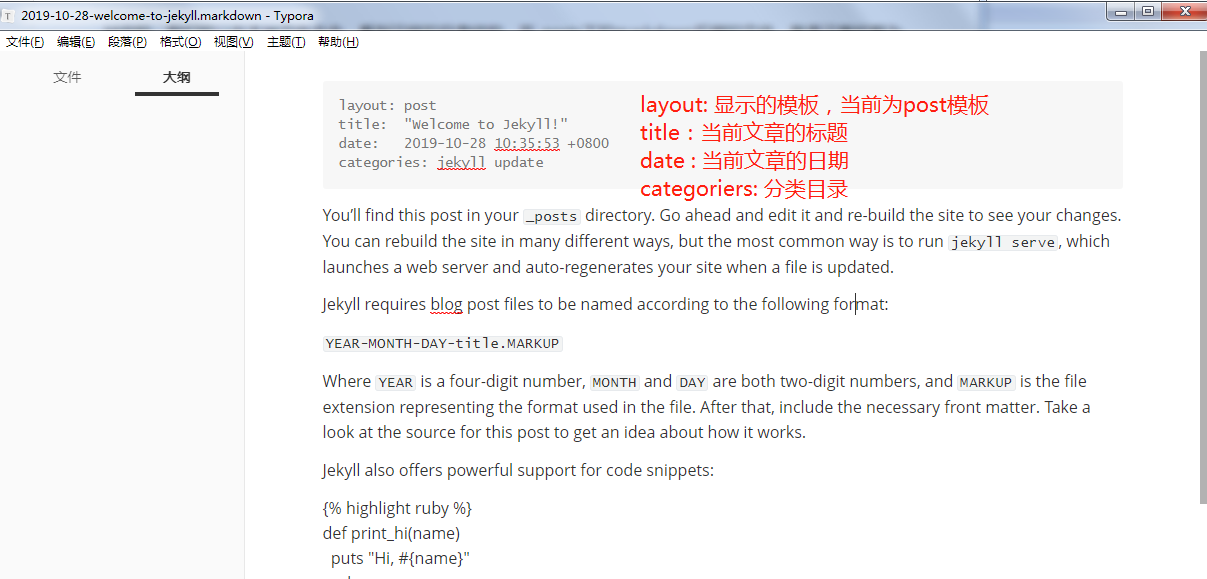 2019-10-28-welcome-to-jekyll.markdown - Typora
文件(F) 编辑(E) 段落(P) 格式(O) 视图(V) 主题(T) 帮助(H)
文件 大纲
layout: post
title:  "Welcome to Jekyll!"
date:   2019-10-28 10:35:53 +0800
categories: jekyll update
layout: 显示的模板，当前为post模板
title：当前文章的标题
date：当前文章的日期
categoriers: 分类目录
You’ll find this post in your _posts directory. Go ahead and edit it and re-build the site to see your changes.
You can rebuild the site in many different ways, but the most common way is to run jekyll serve, which
launches a web server and auto-regenerates your site when a file is updated.
Jekyll requires blog post files to be named according to the following format:
YEAR-MONTH-DAY-title.MARKUP
Where YEAR is a four-digit number, MONTH and DAY are both two-digit numbers, and MARKUP is the file
extension representing the format used in the file. After that, include the necessary front matter. Take a
look at the source for this post to get an idea about how it works.
Jekyll also offers powerful support for code snippets:
{% highlight ruby %}
def print_hi(name)
  puts "Hi, #{name}"